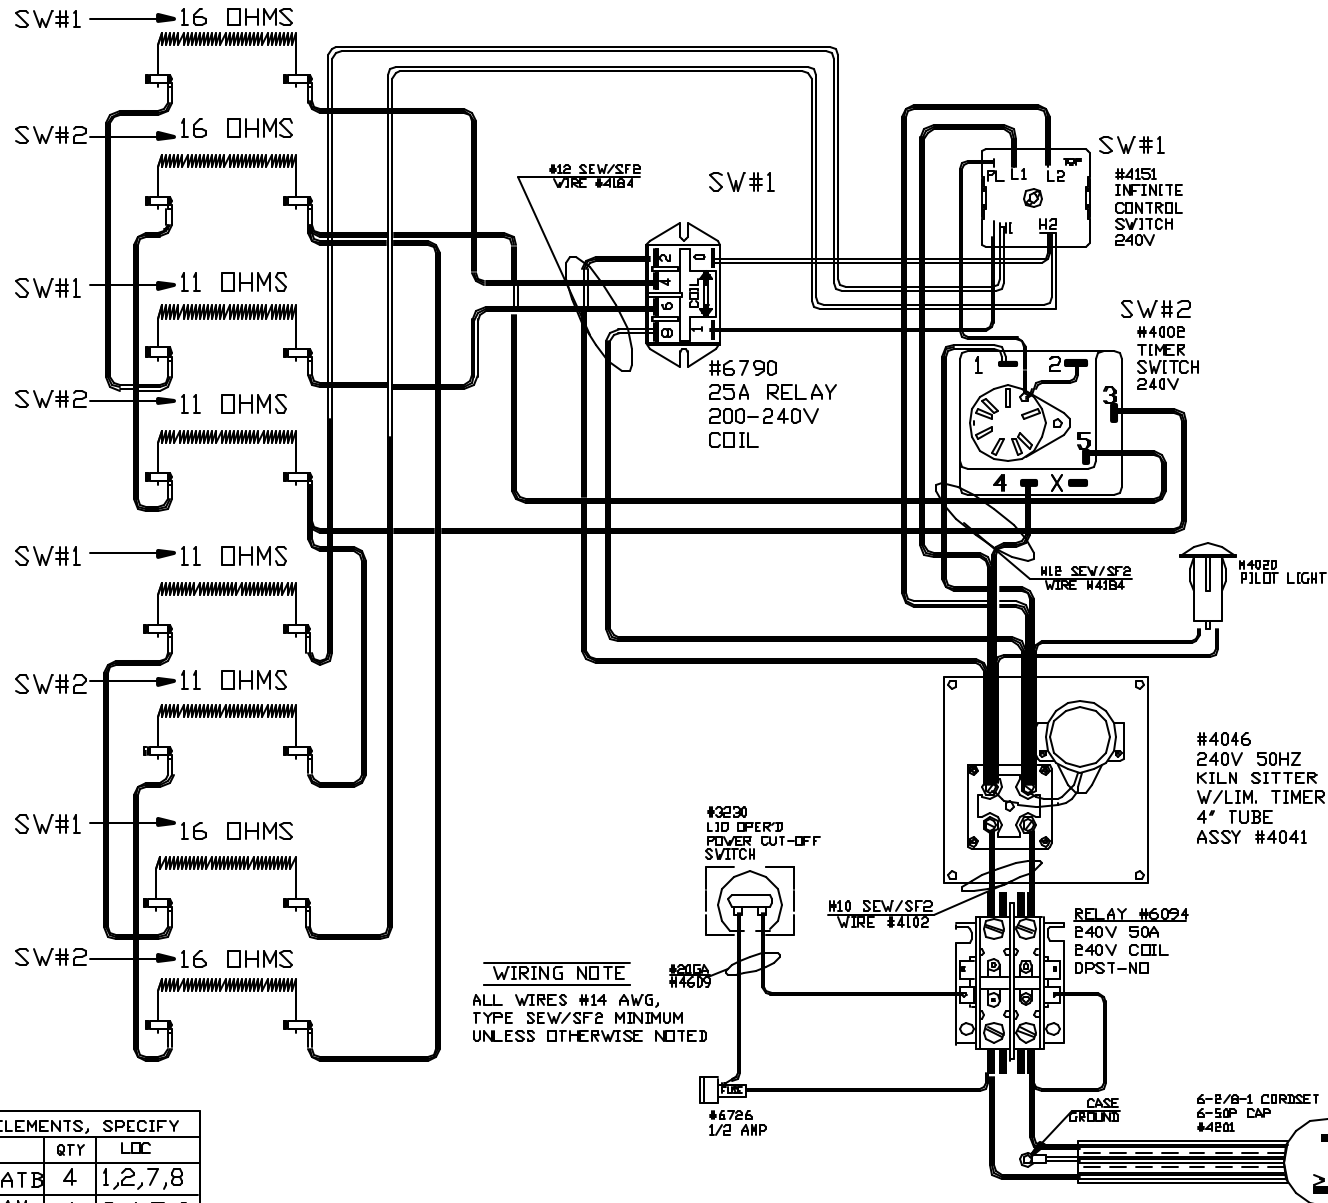 SW#1
16 OHMS
SW#2
16 OHMS
SW#1
11 OHMS
SW#2
11 OHMS
SW#1
11 OHMS
SW#2
11 OHMS
SW#1
16 OHMS
SW#2
16 OHMS
#12 SEW/SF2
WIRE #4184
SW#1
2
0
4
COIL
6
8
1
#6790
25A RELAY
200-240V
COIL
PL L1 L2
H1 H2
SW#1
#4151
INFINITE
CONTROL
SWITCH
240V
SW#2
#4002
TIMER
SWITCH
240V
1
2
3
5
4
X
#12 SEW/SF2
WIRE #4184
#4020
PILOT LIGHT
#4046
240V 50HZ
KILN SITTER
W/LIM. TIMER
4" TUBE
ASSY #4041
#3230
LID OPER'D
POWER CUT-OFF
SWITCH
#10 SEW/SF2
WIRE #4102
RELAY #6094
240V 50A
240V COIL
DPST-NO
WIRING NOTE
ALL WIRES #14 AWG,
TYPE SEW/SF2 MINIMUM
UNLESS OTHERWISE NOTED
#4609
FUSE
#6726
1/2 AMP
CASE
GROUND
6-2/8-1 CORDSET
6-50P CAP
#4201
ELEMENTS, SPECIFY
QTY LOC
ATB 4 1,2,7,8